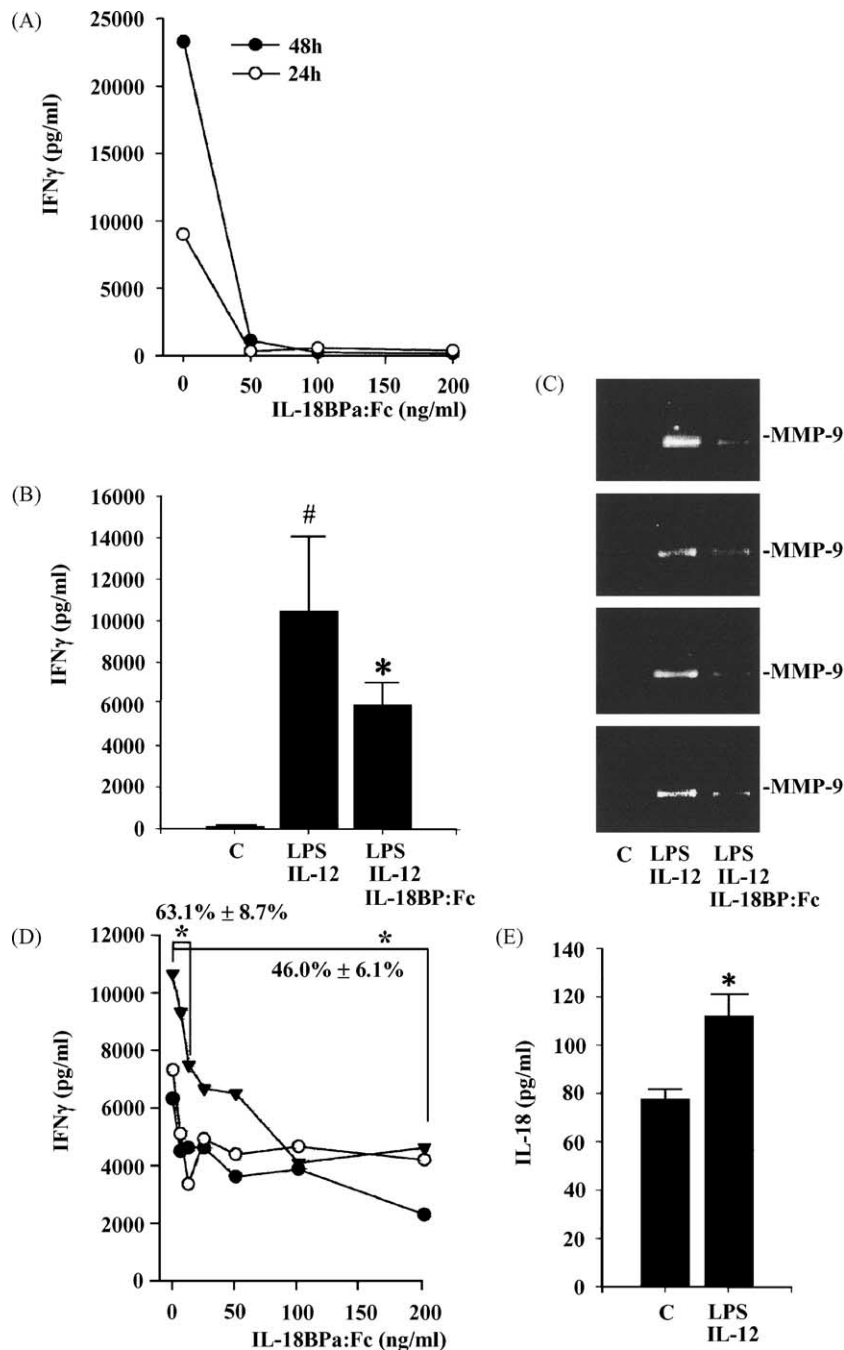 (A)
25000
20000
15000
10000
5000
0
IFNγ (pg/ml)
48h
24h
0 50 100 150 200
IL-18BPa:Fc (ng/ml)
(B)
16000
14000
12000
10000
8000
6000
4000
2000
0
IFNγ (pg/ml)
#
*
C LPS LPS
IL-12 IL-12
IL-18BP:Fc
(C)
-MMP-9
-MMP-9
-MMP-9
-MMP-9
C LPS LPS
IL-12 IL-12
IL-18BP:Fc
(D)
63.1% ± 8.7%
* *
46.0% ± 6.1%
12000
10000
8000
6000
4000
2000
0
IFNγ (pg/ml)
0 50 100 150 200
IL-18BPa:Fc (ng/ml)
(E)
140
120
100
80
60
40
20
0
IL-18 (pg/ml)
*
C LPS
IL-12